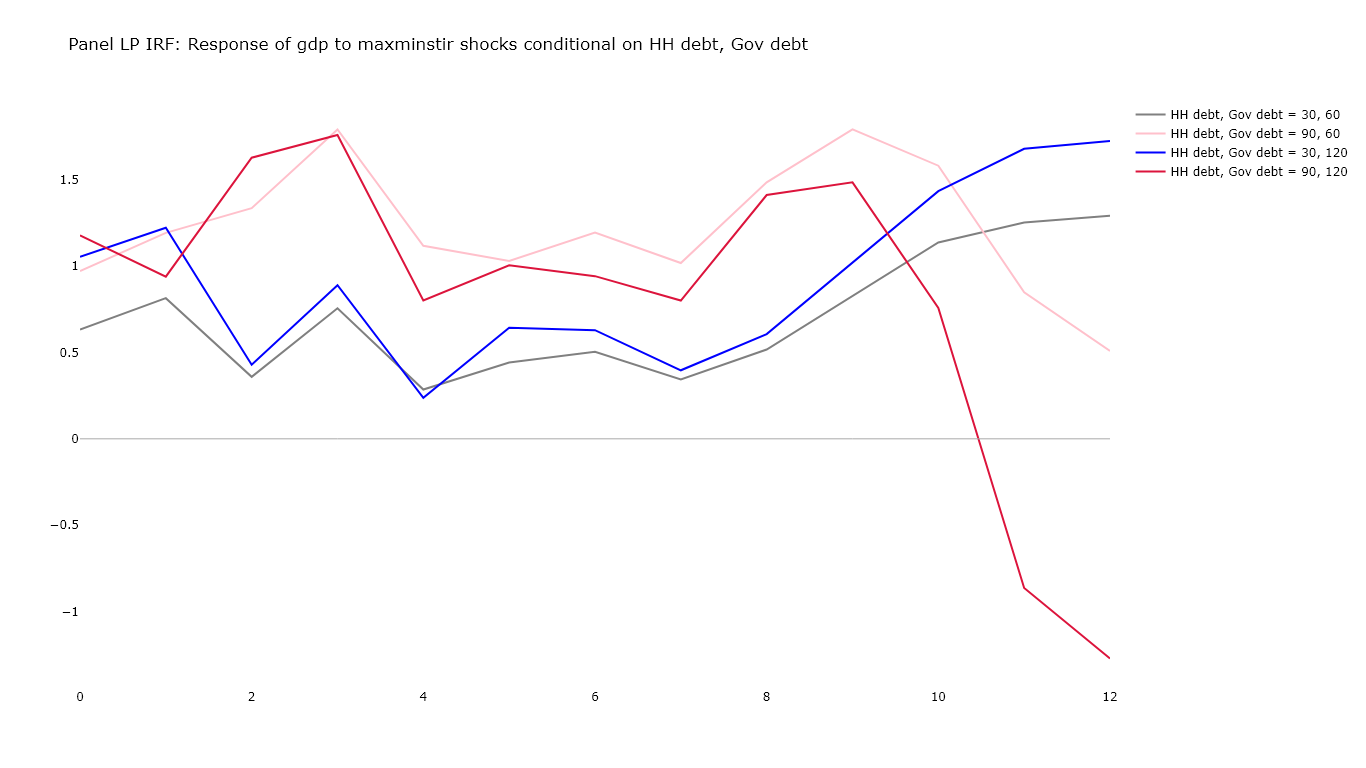 Panel LP IRF: Response of gdp to maxminstir shocks conditional on HH debt, Gov debt
HH debt, Gov debt = 30, 60
HH debt, Gov debt = 90, 60
HH debt, Gov debt = 30, 120
HH debt, Gov debt = 90, 120
1.5
1
0.5
0
−0.5
−1
0 2 4 6 8 10 12